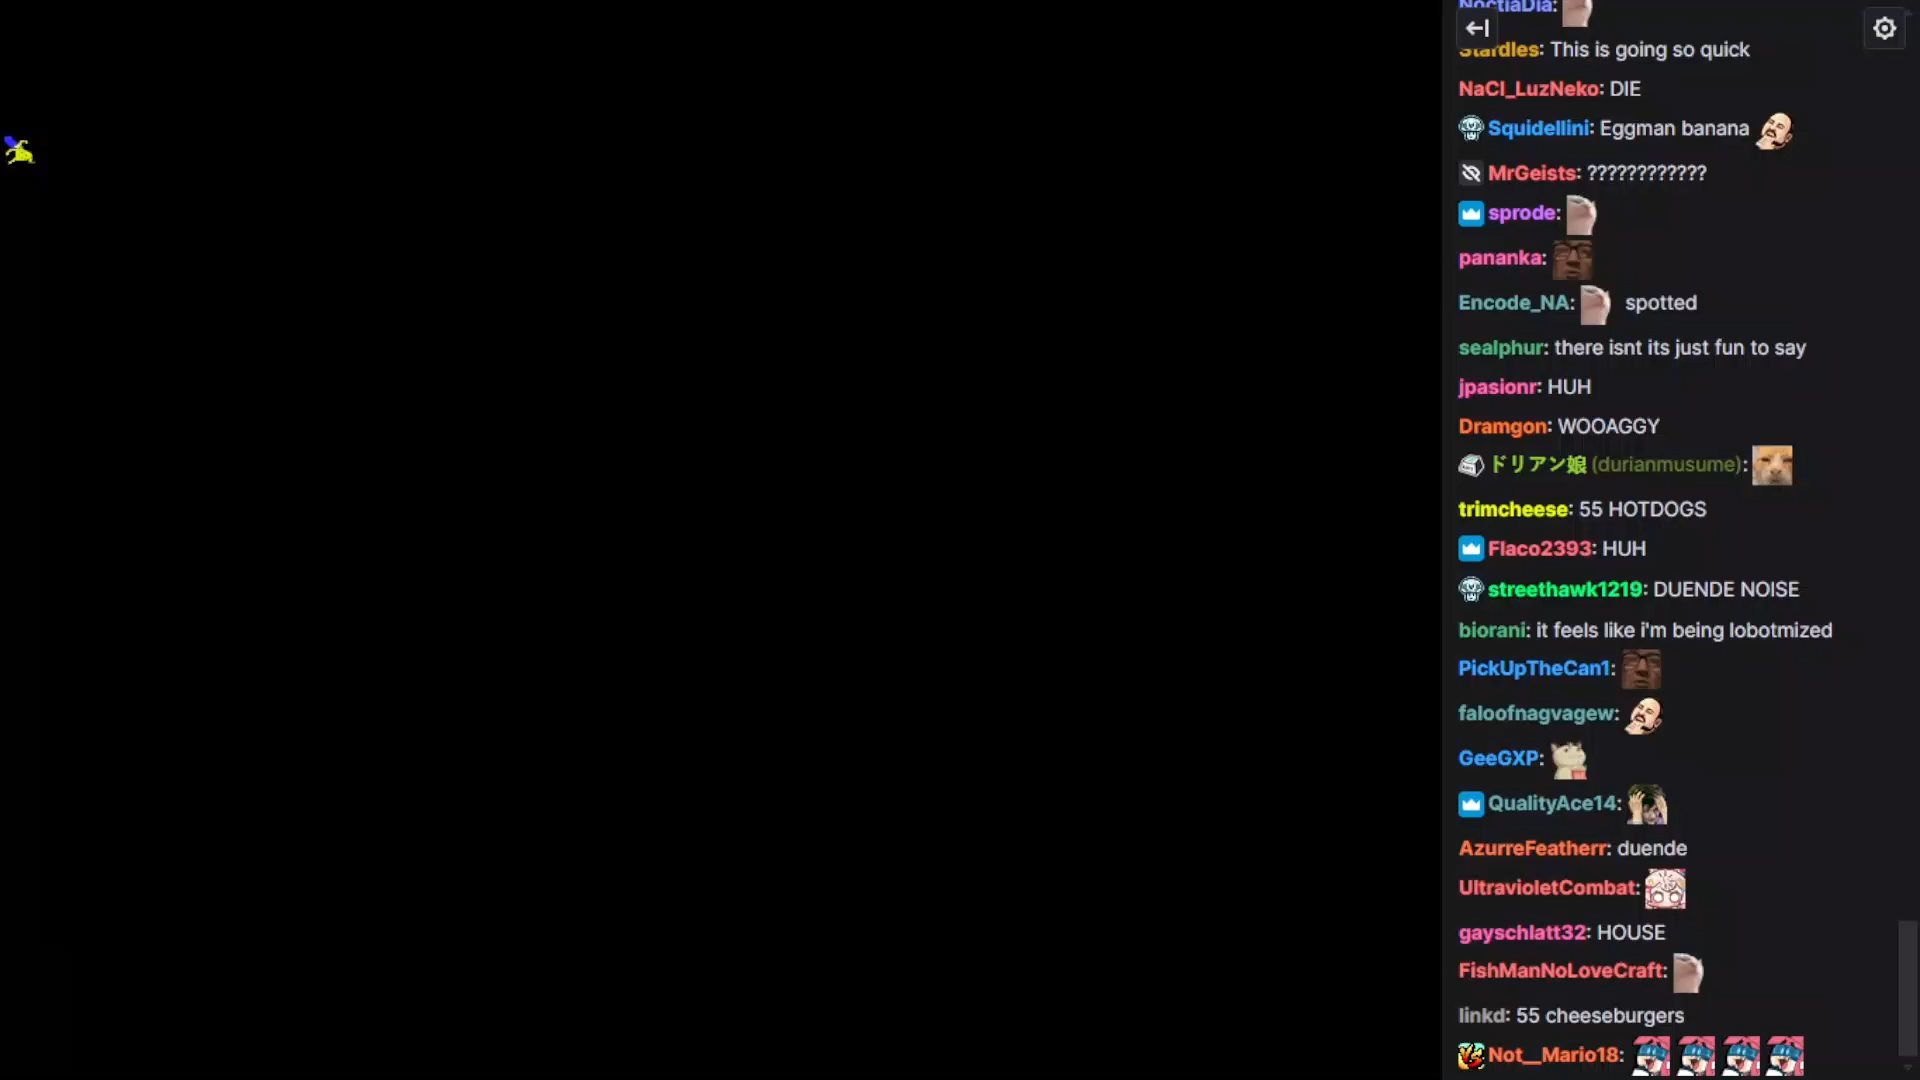 NoctiaDia:
Stardles: This is going so quick
NaCl_LuzNeko: DIE
Squidellini: Eggman banana
MrGeists: ????????????
sprode:
pananka:
Encode_NA: spotted
sealphur: there isnt its just fun to say
jpasionr: HUH
Dramgon: WOOAGGY
ドリアン娘 (durianmusume):
trimcheese: 55 HOTDOGS
Flaco2393: HUH
streethawk1219: DUENDE NOISE
biorani: it feels like i'm being lobotmized
PickUpTheCan1:
faloofnagvagew:
GeeGXP:
QualityAce14:
AzurreFeatherr: duende
UltravioletCombat:
gayschlatt32: HOUSE
FishManNoLoveCraft:
linkd: 55 cheeseburgers
Not__Mario18: